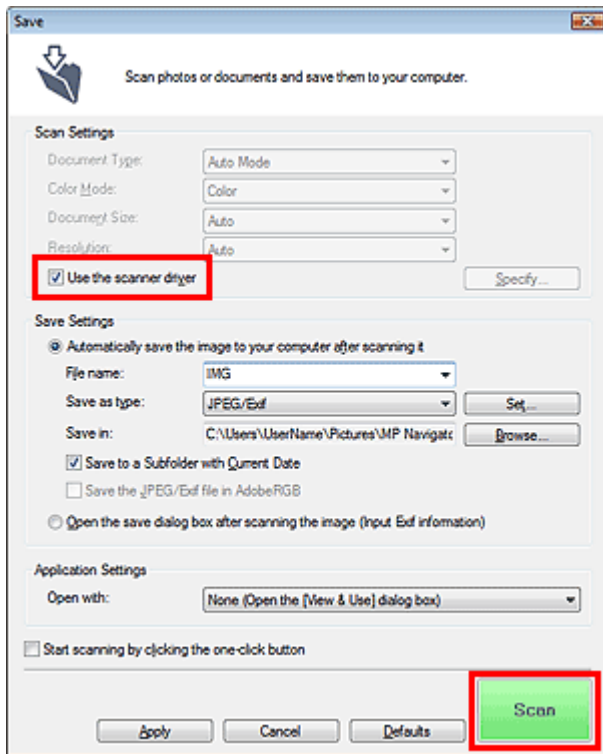 Save
Scan photos or documents and save them to your computer.
Scan Settings
Document Type: Auto Mode
Color Mode: Color
Document Size: Auto
Resolution: Auto
Use the scanner driver Specify...
Save Settings
Automatically save the image to your computer after scanning it
File name: IMG
Save as type: JPEG/Exif Set...
Save in: C:\Users\UserName\Pictures\MP Navigato Browse...
Save to a Subfolder with Current Date
Save the JPEG/Exif file in AdobeRGB
Open the save dialog box after scanning the image (Input Exif information)
Application Settings
Open with: None (Open the [View & Use] dialog box)
Start scanning by clicking the one-click button
Scan
Apply Cancel Defaults